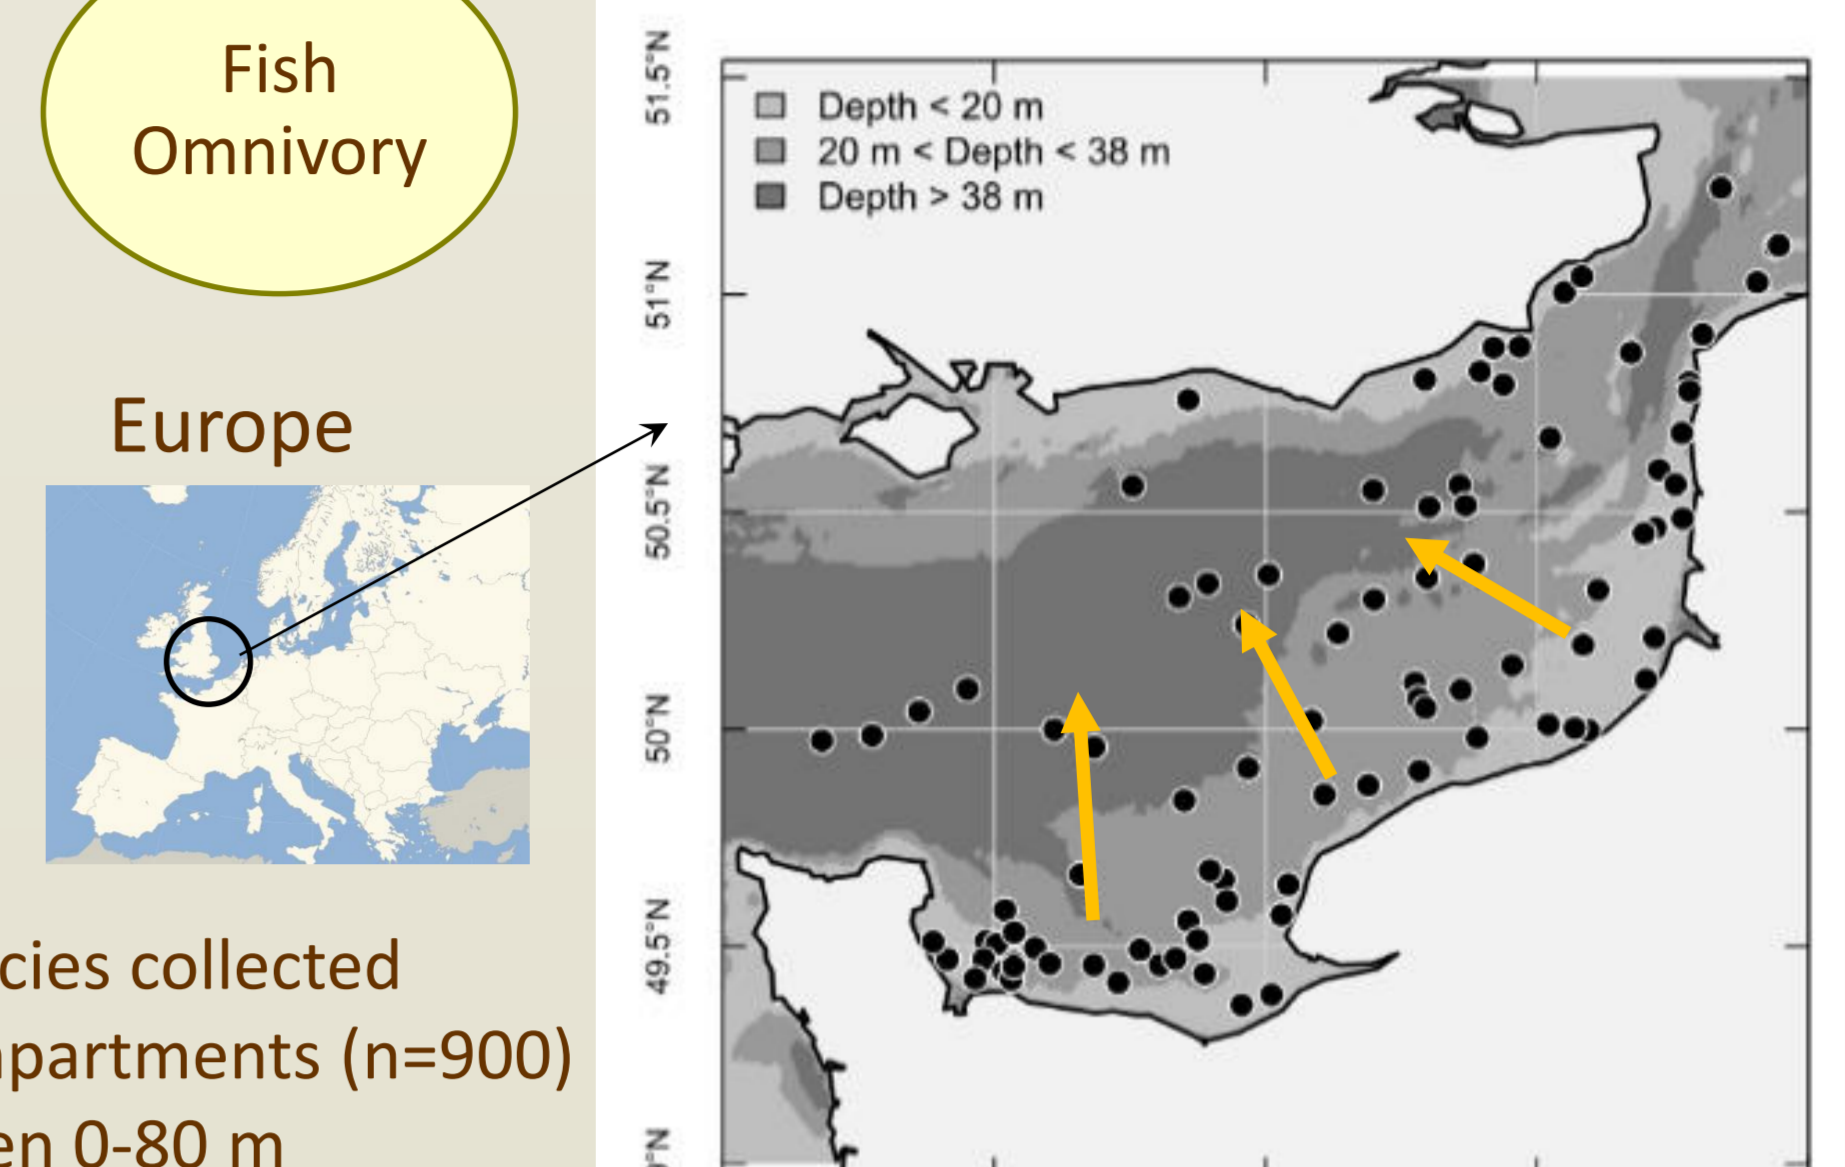 Fish
Omnivory
Europe
cies collected
partments (n=900)
en 0-80 m
Depth < 20 m
20 m < Depth < 38 m
Depth > 38 m
51.5°N
51°N
50.5°N
50°N
49.5°N
°N